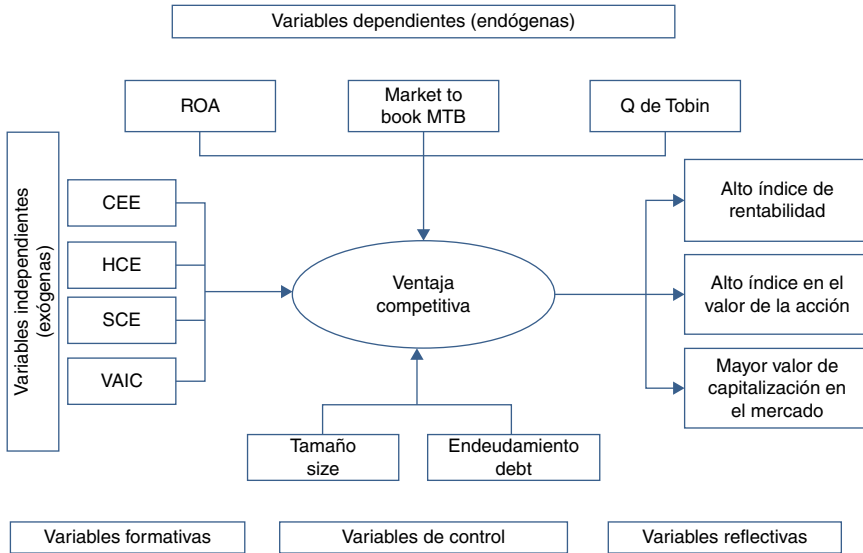 Variables dependientes (endógenas)
ROA
Market to
book MTB
Q de Tobin
Variables independientes
(exógenas)
CEE
HCE
SCE
VAIC
Ventaja
competitiva
Alto índice de
rentabilidad
Alto índice en el
valor de la acción
Mayor valor de
capitalización en
el mercado
Tamaño
size
Endeudamiento
debt
Variables formativas
Variables de control
Variables reflectivas